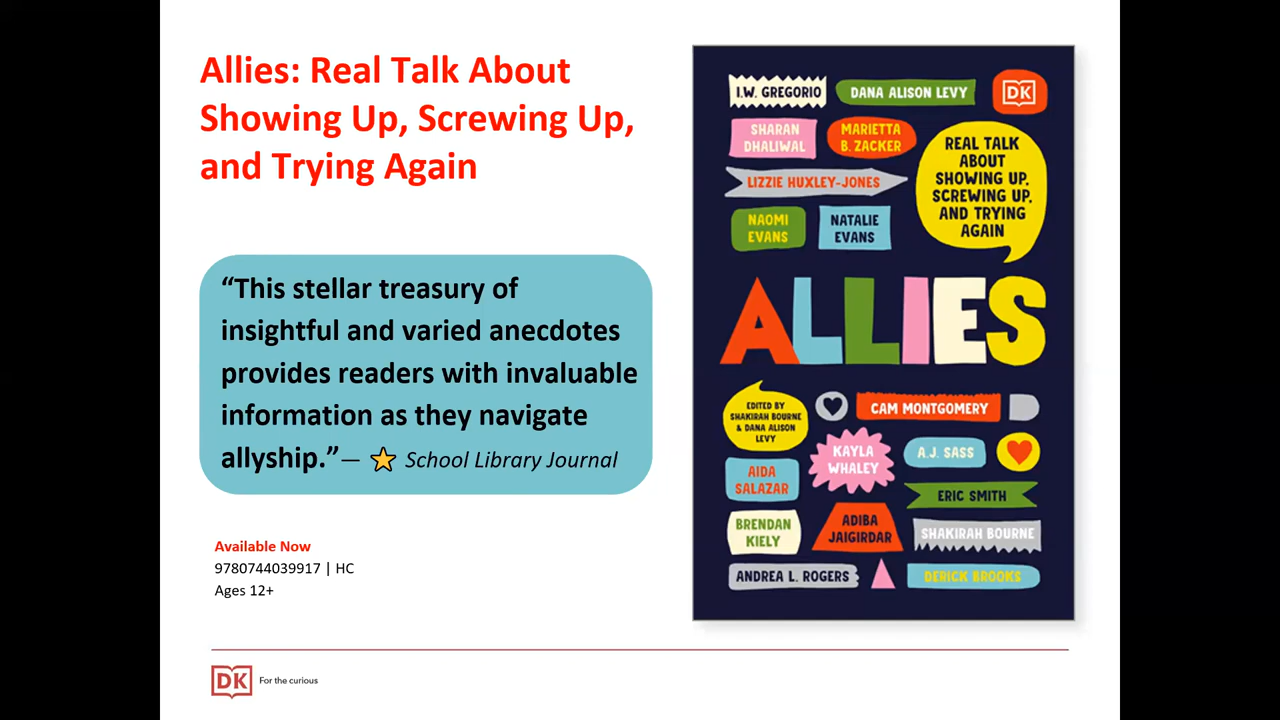 Allies: Real Talk About
Showing Up, Screwing Up,
and Trying Again
“This stellar treasury of
insightful and varied anecdotes
provides readers with invaluable
information as they navigate
allyship.”— School Library Journal
Available Now
9780744039917 | HC
Ages 12+
I.W. GREGORIO
DANA ALISON LEVY
DK
SHARAN
DHALIWAL
MARIETTA
B. ZACKER
REAL TALK
ABOUT
SHOWING UP,
SCREWING UP,
AND TRYING
AGAIN
LIZZIE HUXLEY-JONES
NAOMI
EVANS
NATALIE
EVANS
ALLIES
EDITED BY
SHAKIRAH BOURNE
& DANA ALISON
LEVY
CAM MONTGOMERY
KAYLA
WHALEY
A.J. SASS
AIDA
SALAZAR
ERIC SMITH
BRENDAN
KIELY
ADIBA
JAIGIRDAR
SHAKIRAH BOURNE
ANDREA L. ROGERS
DERICK BROOKS
DK
For the curious